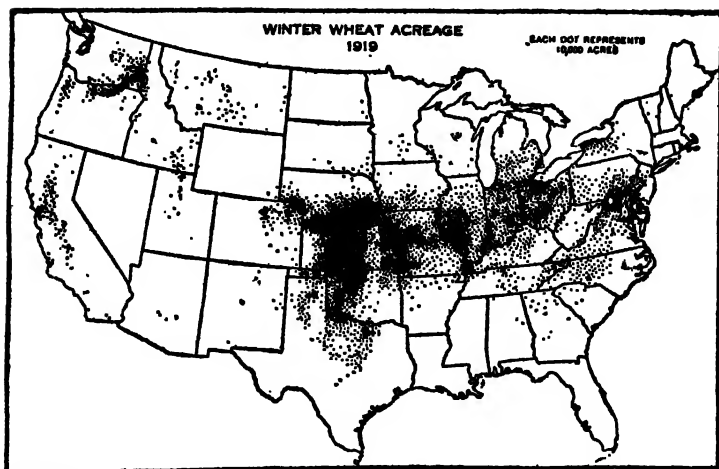 WINTER WHEAT ACREAGE
1919
EACH DOT REPRESENTS
10,000 ACRES